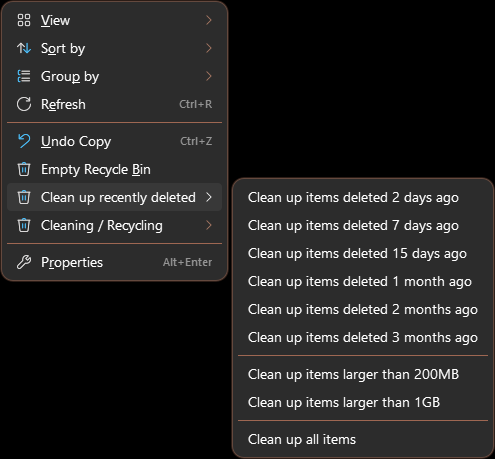 View
Sort by
Group by
Refresh Ctrl+R
Undo Copy Ctrl+Z
Empty Recycle Bin
Clean up recently deleted
Cleaning / Recycling
Properties Alt+Enter
Clean up items deleted 2 days ago
Clean up items deleted 7 days ago
Clean up items deleted 15 days ago
Clean up items deleted 1 month ago
Clean up items deleted 2 months ago
Clean up items deleted 3 months ago
Clean up items larger than 200MB
Clean up items larger than 1GB
Clean up all items